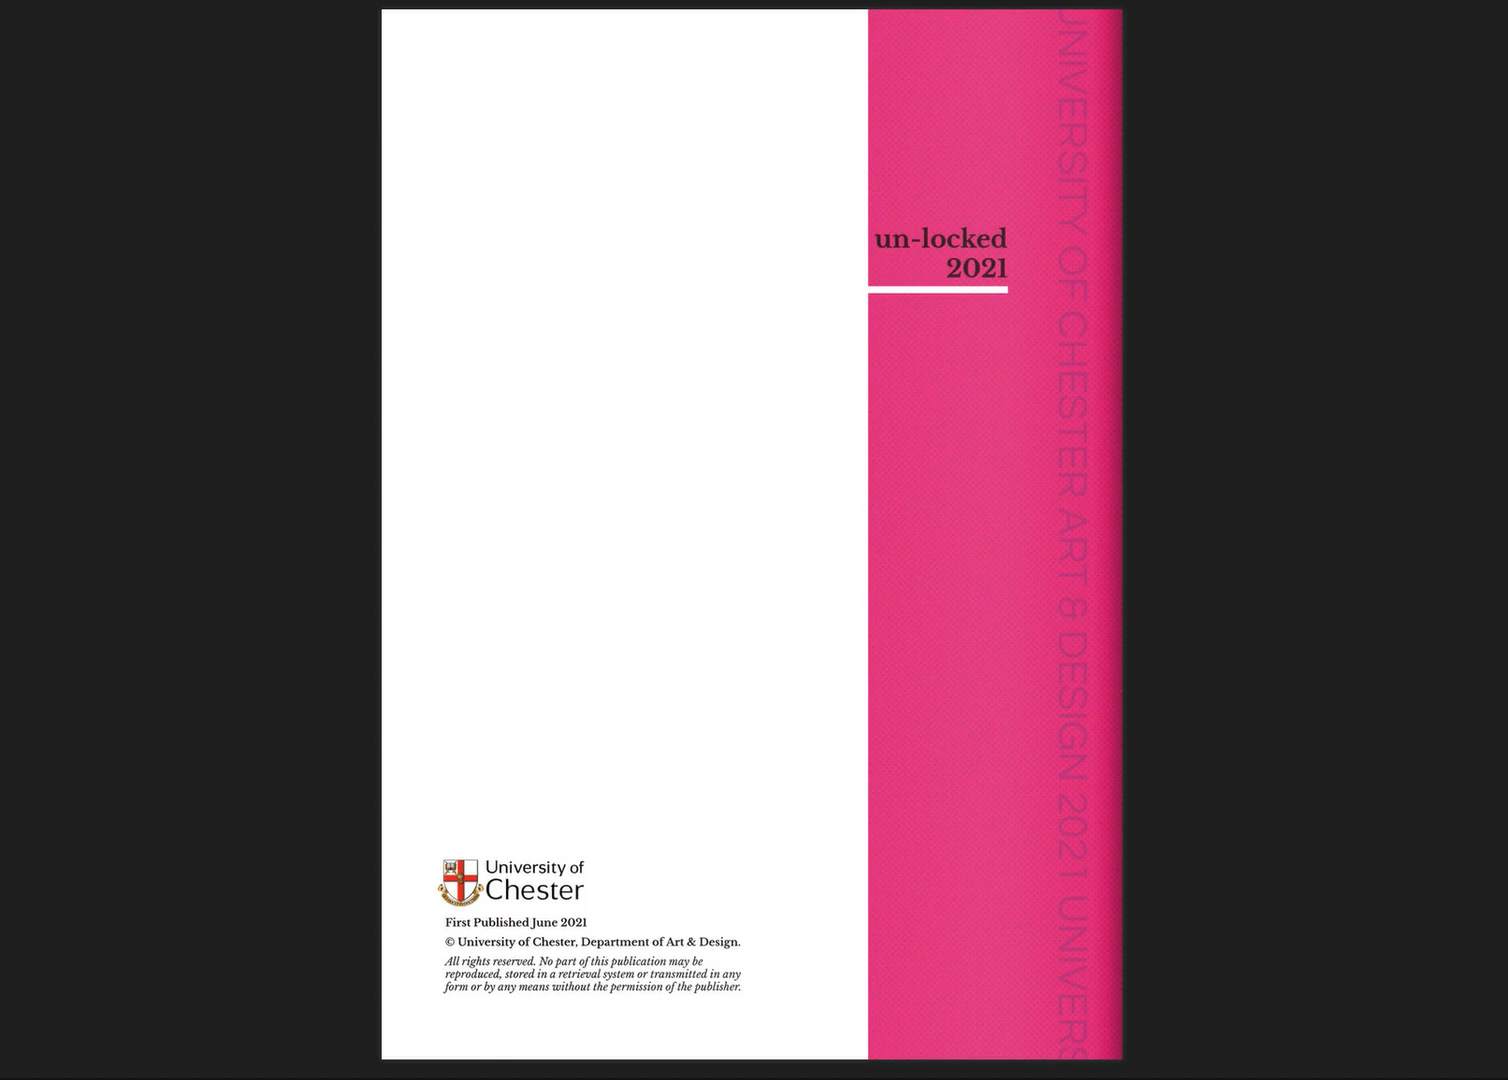 un-locked
2021
UNIVERSITY OF CHESTER ART & DESIGN 2021 UNIVERS
University of
Chester
First Published June 2021
© University of Chester, Department of Art & Design.
All rights reserved. No part of this publication may be
reproduced, stored in a retrieval system or transmitted in any
form or by any means without the permission of the publisher.